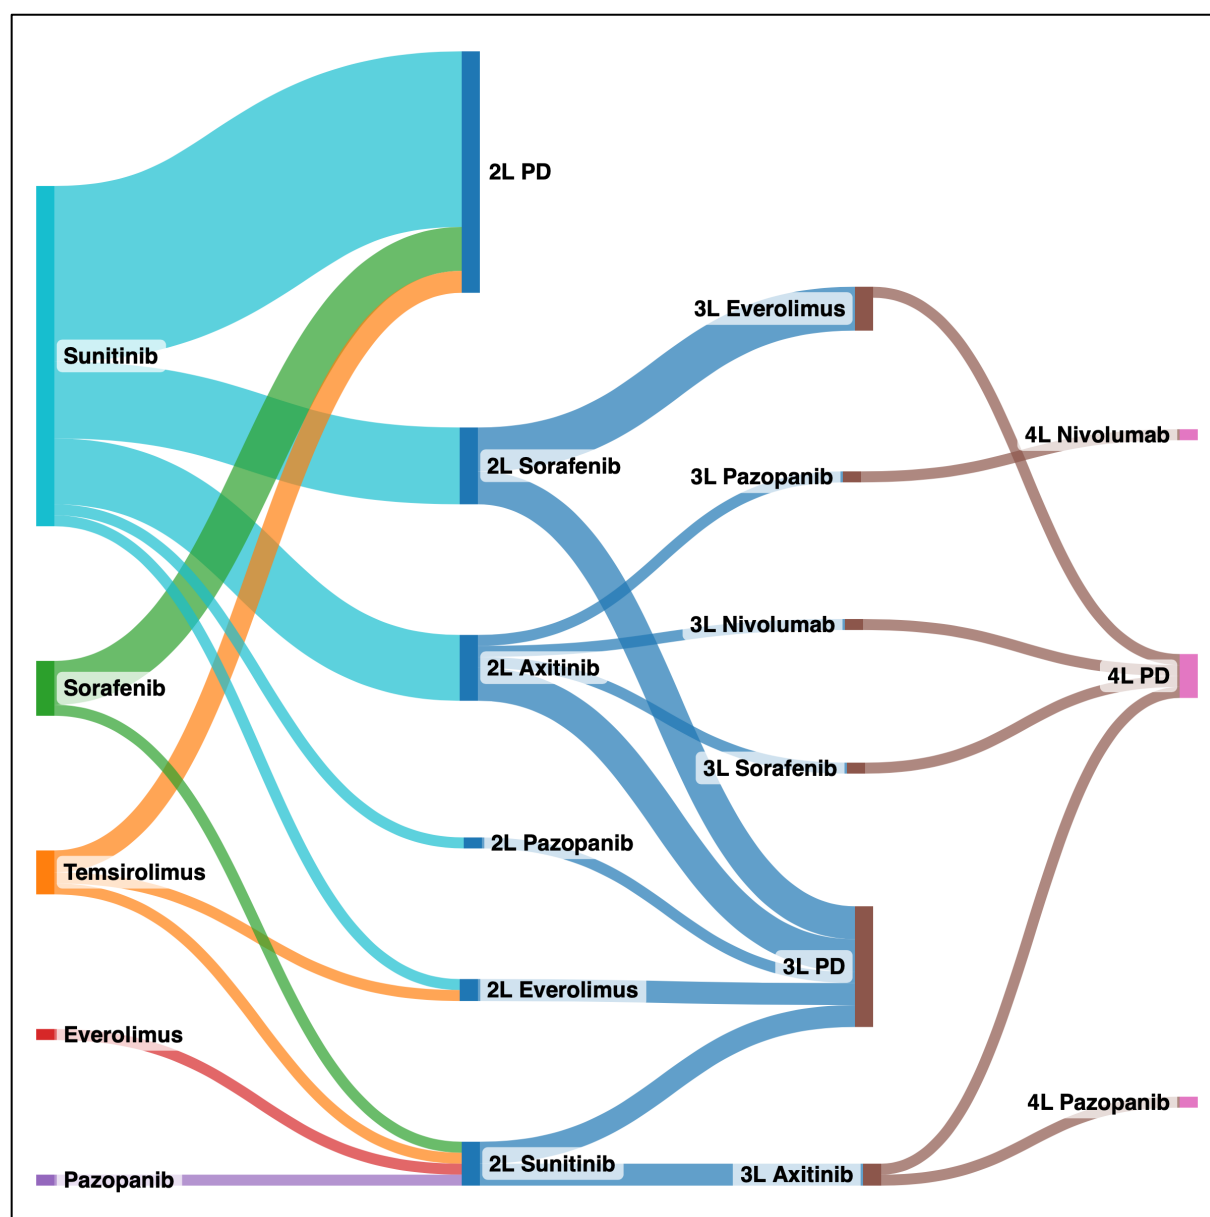 2L PD
3L Everolimus
Sunitinib
4L Nivolumab
2L Sorafenib
3L Pazopanib
3L Nivolumab
2L Axitinib
4L PD
Sorafenib
3L Sorafenib
2L Pazopanib
Temsirolimus
3L PD
2L Everolimus
Everolimus
4L Pazopanib
2L Sunitinib
3L Axitinib
Pazopanib